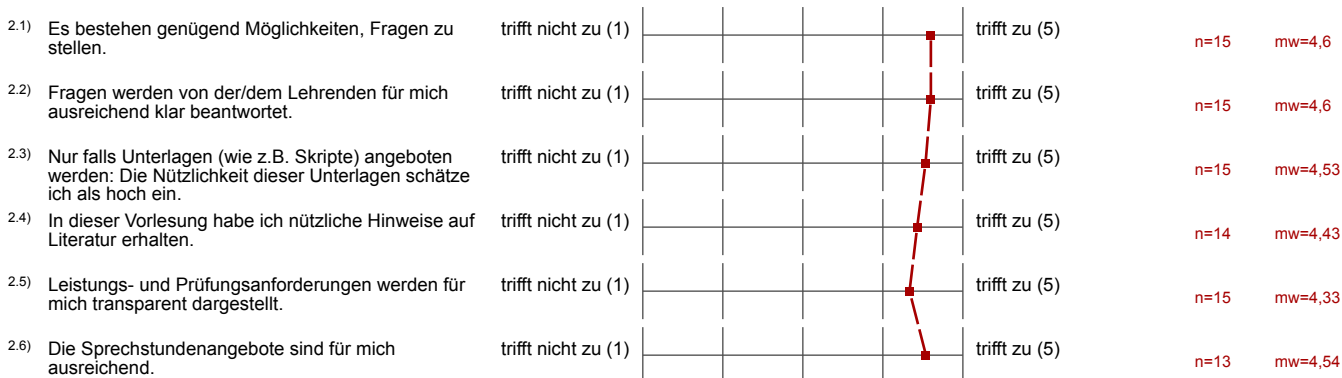 2.1) Es bestehen genügend Möglichkeiten, Fragen zu trifft nicht zu (1) trifft zu (5)
stellen. n=15 mw=4,6
2.2) Fragen werden von der/dem Lehrenden für mich trifft nicht zu (1) trifft zu (5)
ausreichend klar beantwortet. n=15 mw=4,6
2.3) Nur falls Unterlagen (wie z.B. Skripte) angeboten trifft nicht zu (1) trifft zu (5)
werden: Die Nützlichkeit dieser Unterlagen schätze n=15 mw=4,53
ich als hoch ein.
2.4) In dieser Vorlesung habe ich nützliche Hinweise auf trifft nicht zu (1) trifft zu (5)
Literatur erhalten. n=14 mw=4,43
2.5) Leistungs- und Prüfungsanforderungen werden für trifft nicht zu (1) trifft zu (5)
mich transparent dargestellt. n=15 mw=4,33
2.6) Die Sprechstundenangebote sind für mich trifft nicht zu (1) trifft zu (5)
ausreichend. n=13 mw=4,54